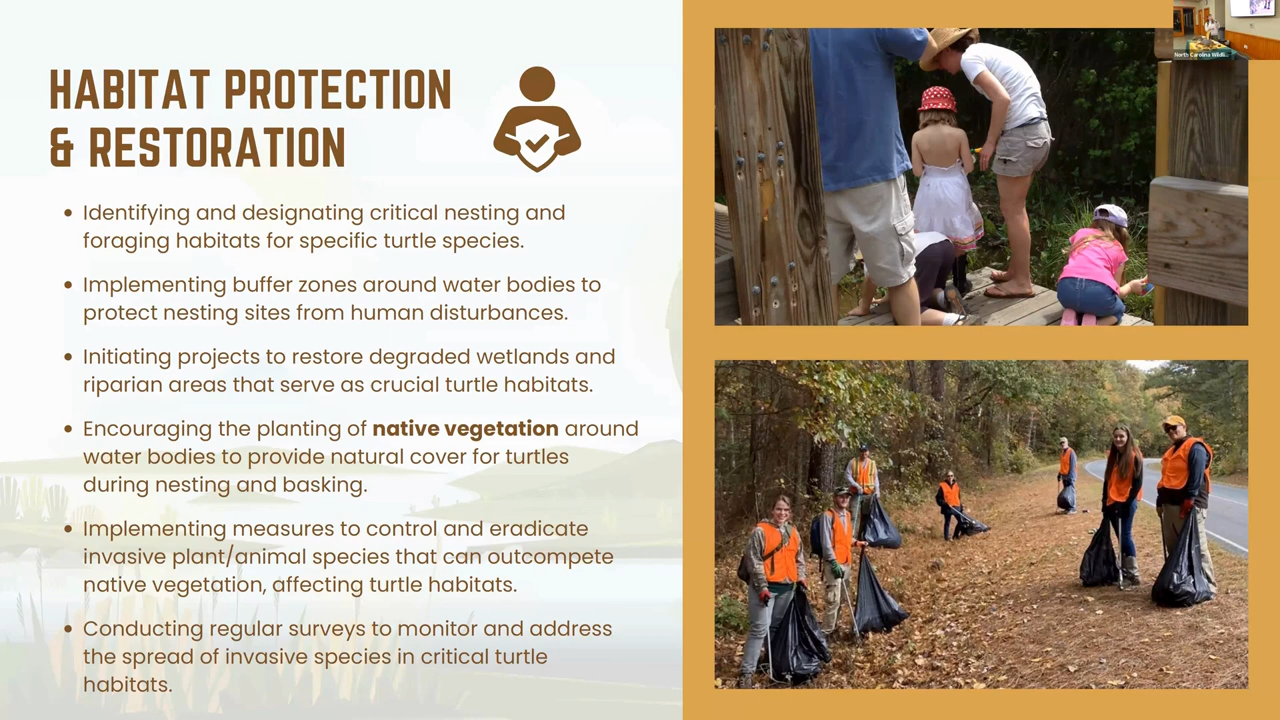 HABITAT PROTECTION
& RESTORATION
• Identifying and designating critical nesting and
foraging habitats for specific turtle species.
• Implementing buffer zones around water bodies to
protect nesting sites from human disturbances.
• Initiating projects to restore degraded wetlands and
riparian areas that serve as crucial turtle habitats.
• Encouraging the planting of native vegetation around
water bodies to provide natural cover for turtles
during nesting and basking.
• Implementing measures to control and eradicate
invasive plant/animal species that can outcompete
native vegetation, affecting turtle habitats.
• Conducting regular surveys to monitor and address
the spread of invasive species in critical turtle
habitats.
North Carolina Wildli...